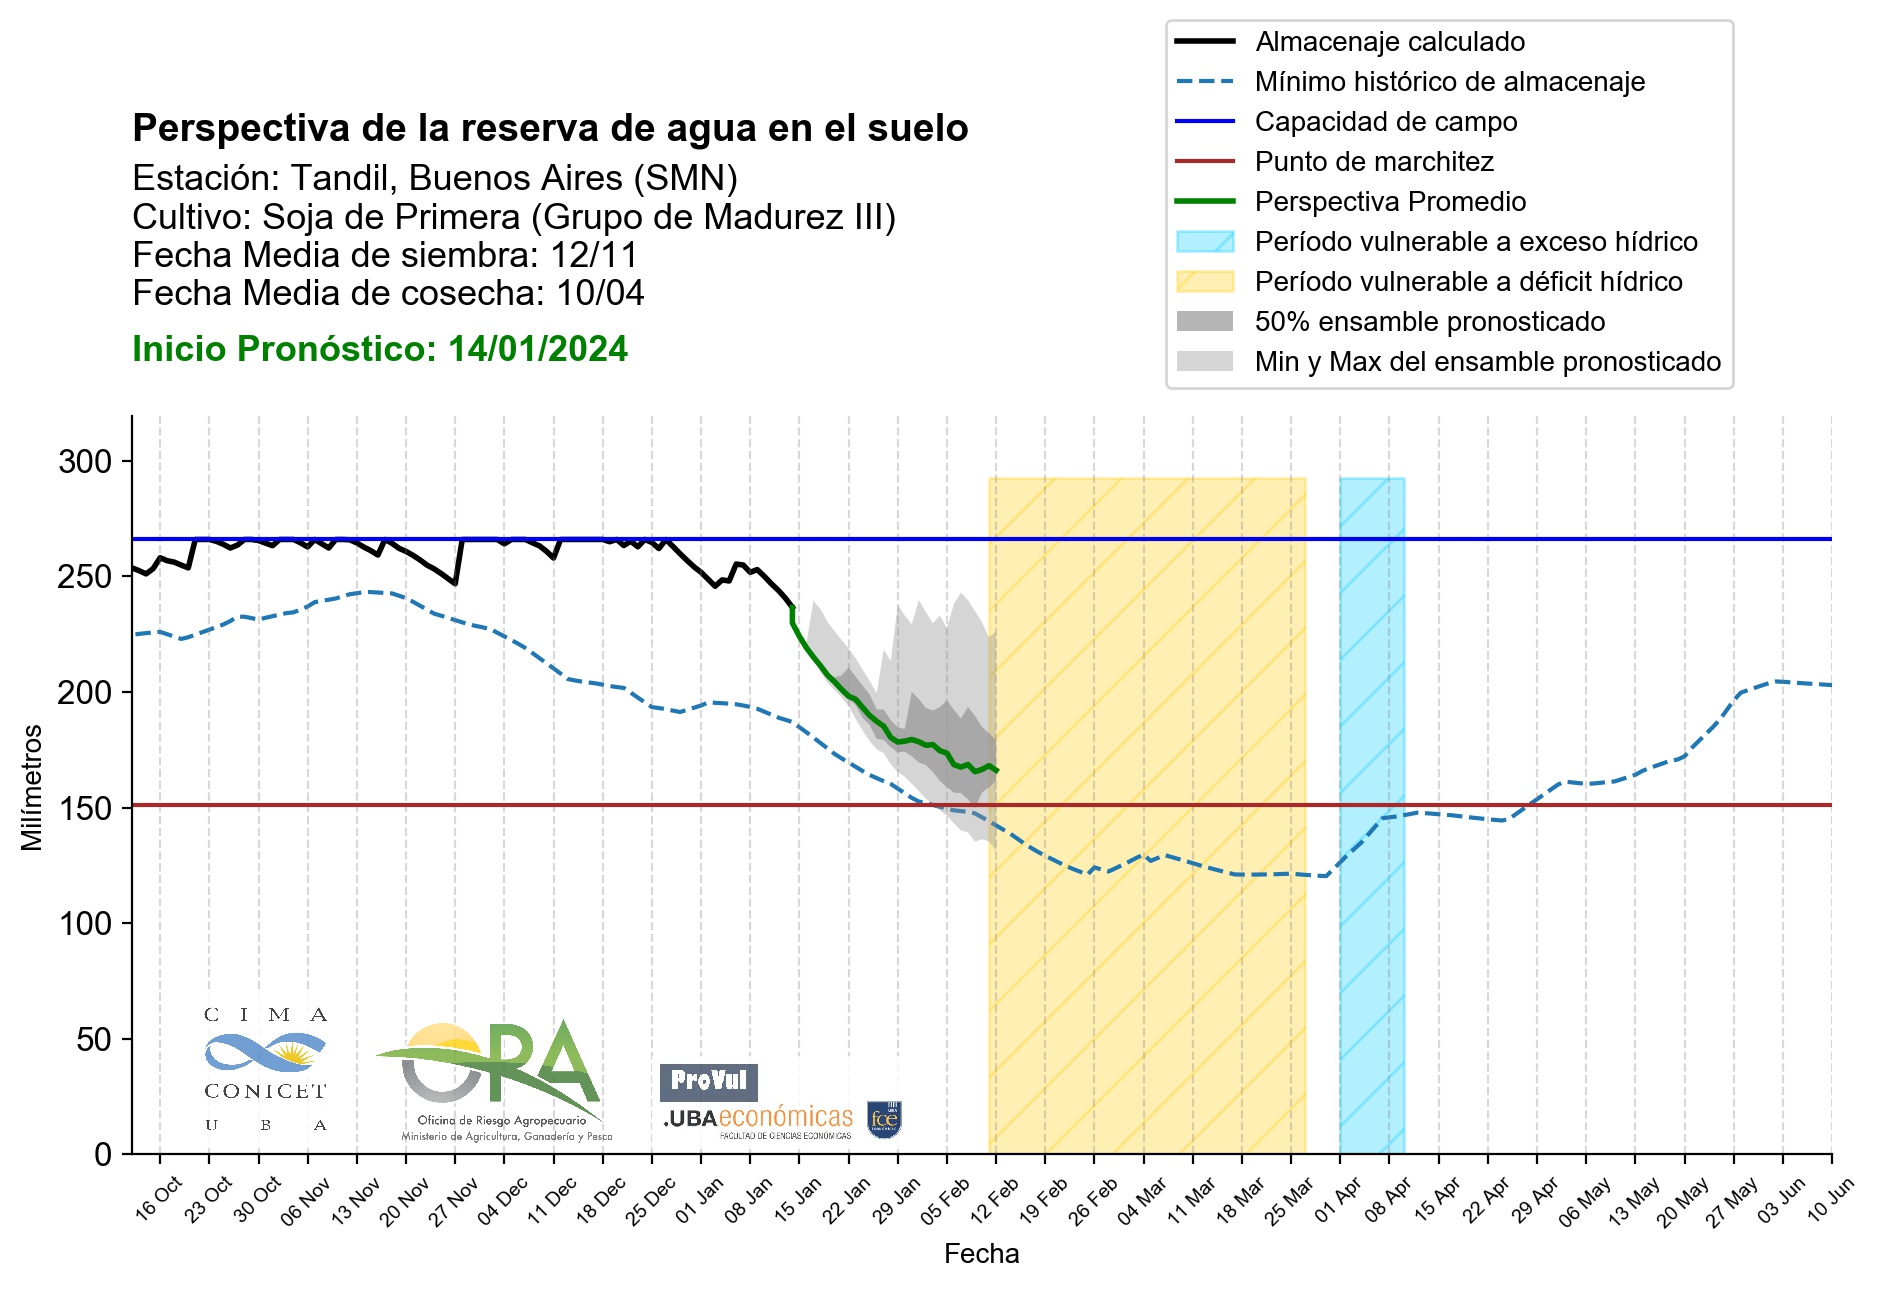 Almacenaje calculado
Mínimo histórico de almacenaje
Capacidad de campo
Punto de marchitez
Perspectiva Promedio
Período vulnerable a exceso hídrico
Período vulnerable a déficit hídrico
50% ensamble pronosticado
Min y Max del ensamble pronosticado
Perspectiva de la reserva de agua en el suelo
Estación: Tandil, Buenos Aires (SMN)
Cultivo: Soja de Primera (Grupo de Madurez III)
Fecha Media de siembra: 12/11
Fecha Media de cosecha: 10/04
Inicio Pronóstico: 14/01/2024
Milímetros
300
250
200
150
100
50
0
CIMA
CONICET
UBA
ORA
Oficina de Riesgo Agropecuario
Ministerio de Agricultura, Ganadería y Pesca
ProVul
.UBAeconómicas
FACULTAD DE CIENCIAS ECONÓMICAS
UBA
fce
16 Oct
23 Oct
30 Oct
06 Nov
13 Nov
20 Nov
27 Nov
04 Dec
11 Dec
18 Dec
25 Dec
01 Jan
08 Jan
15 Jan
22 Jan
29 Jan
05 Feb
12 Feb
19 Feb
26 Feb
04 Mar
11 Mar
18 Mar
25 Mar
01 Apr
08 Apr
15 Apr
22 Apr
29 Apr
06 May
13 May
20 May
27 May
03 Jun
10 Jun
Fecha